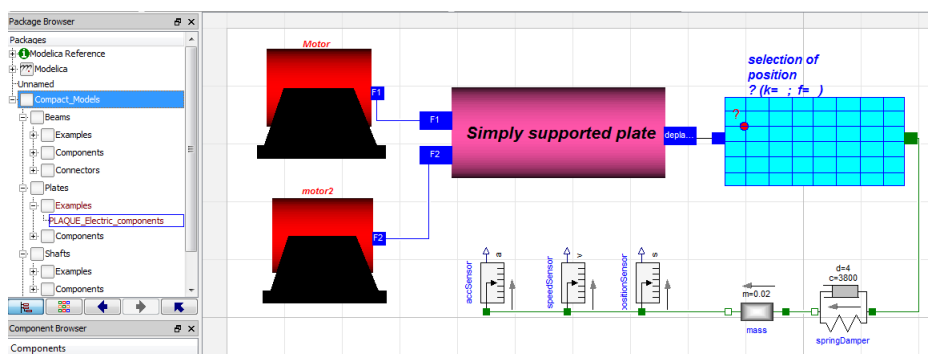 Package Browser
Packages
Modelica Reference
Modelica
Unnamed
Compact_Models
Beams
Examples
Components
Connectors
Plates
Examples
PLAQUE_Electric_components
Components
Shafts
Examples
Components
Component Browser
Components
Motor
F1
motor2
F2
F1
F2
Simply supported plate
depla...
selection of
position
? (k= ; f= )
?
a
accSensor
v
speedSensor
s
positionSensor
m=0.02
mass
d=4
c=3800
springDamper